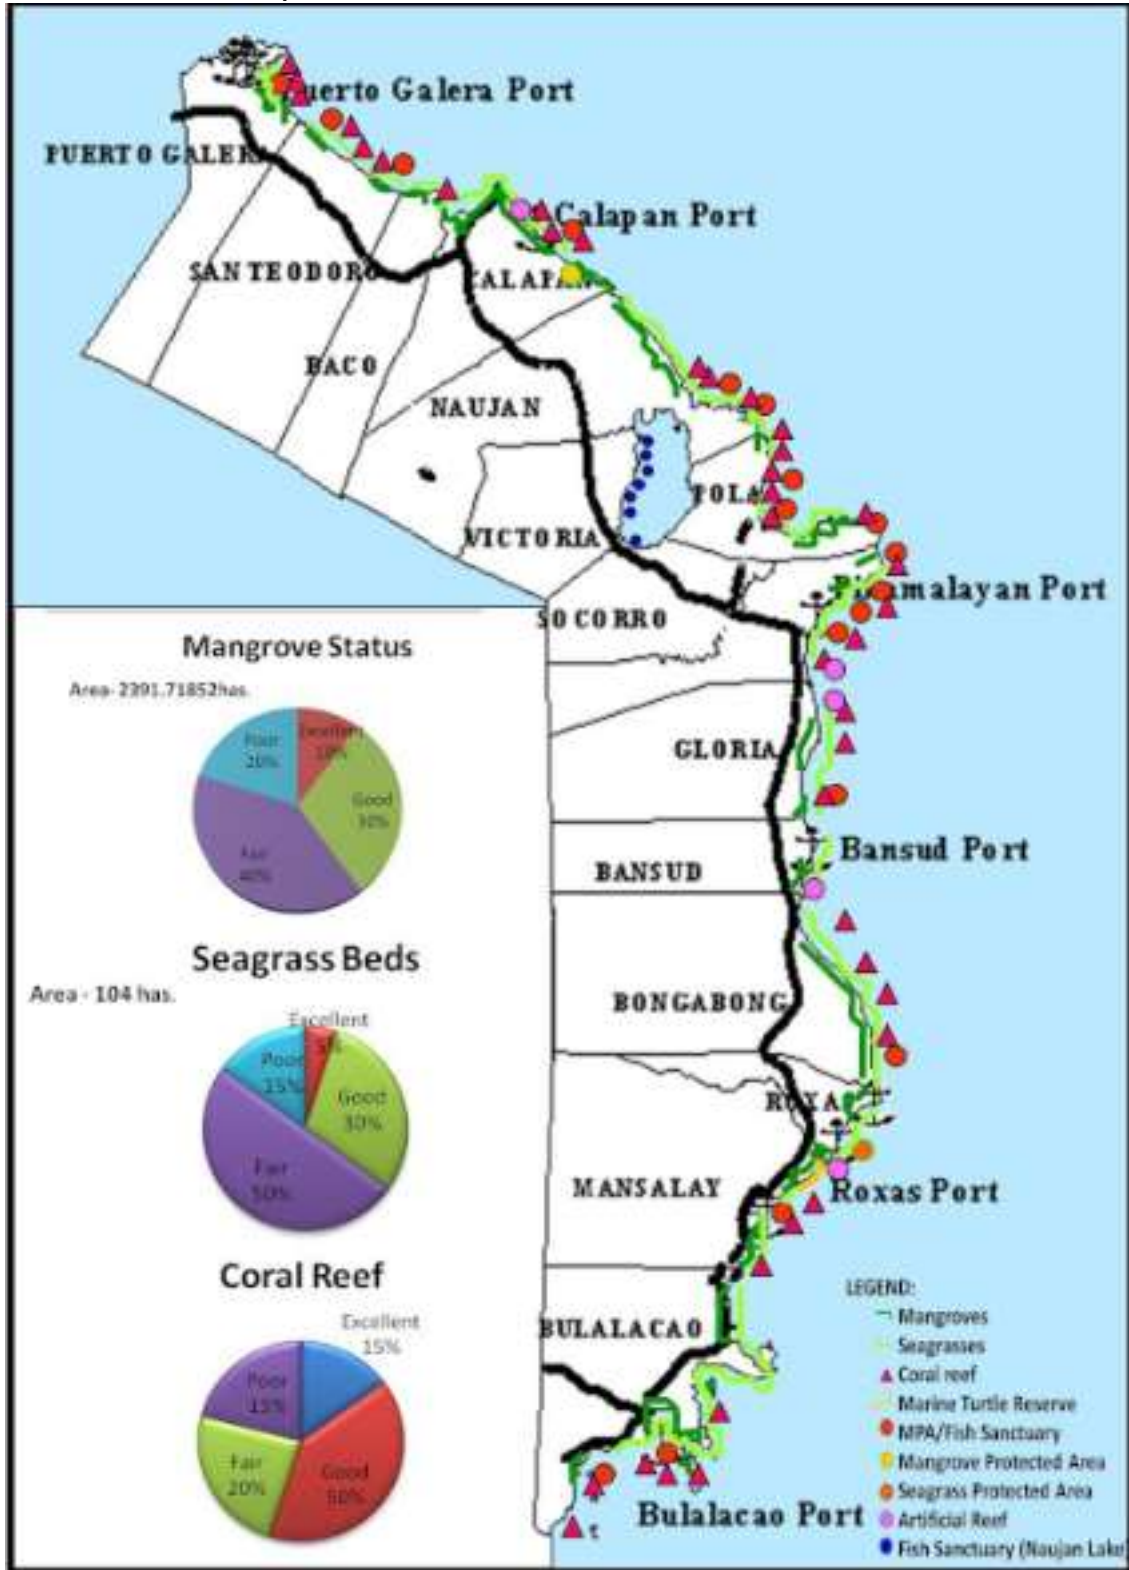 Puerto Galera Port
PUERTO GALERA
Calapan Port
SAN TEODORO
CALAPAN
BACO
NAUJAN
POLA
VICTORIA
Pinamalayan Port
SOCORRO
Mangrove Status
Area- 2391.71852has.
Excellent
10%
Poor
20%
Good
30%
Fair
40%
GLORIA
Bansud Port
BANSUD
Seagrass Beds
Area - 104 has.
Excellent
5%
Poor
15%
Good
30%
Fair
50%
BONGABONG
ROXA
MANSALAY
Roxas Port
Coral Reef
Excellent
15%
Poor
15%
Fair
20%
Good
50%
BULALACAO
LEGEND:
Mangroves
Seagrasses
Coral reef
Marine Turtle Reserve
MPA/Fish Sanctuary
Mangrove Protected Area
Seagrass Protected Area
Artificial Reef
Fish Sanctuary (Naujan Lake)
Bulalacao Port
t